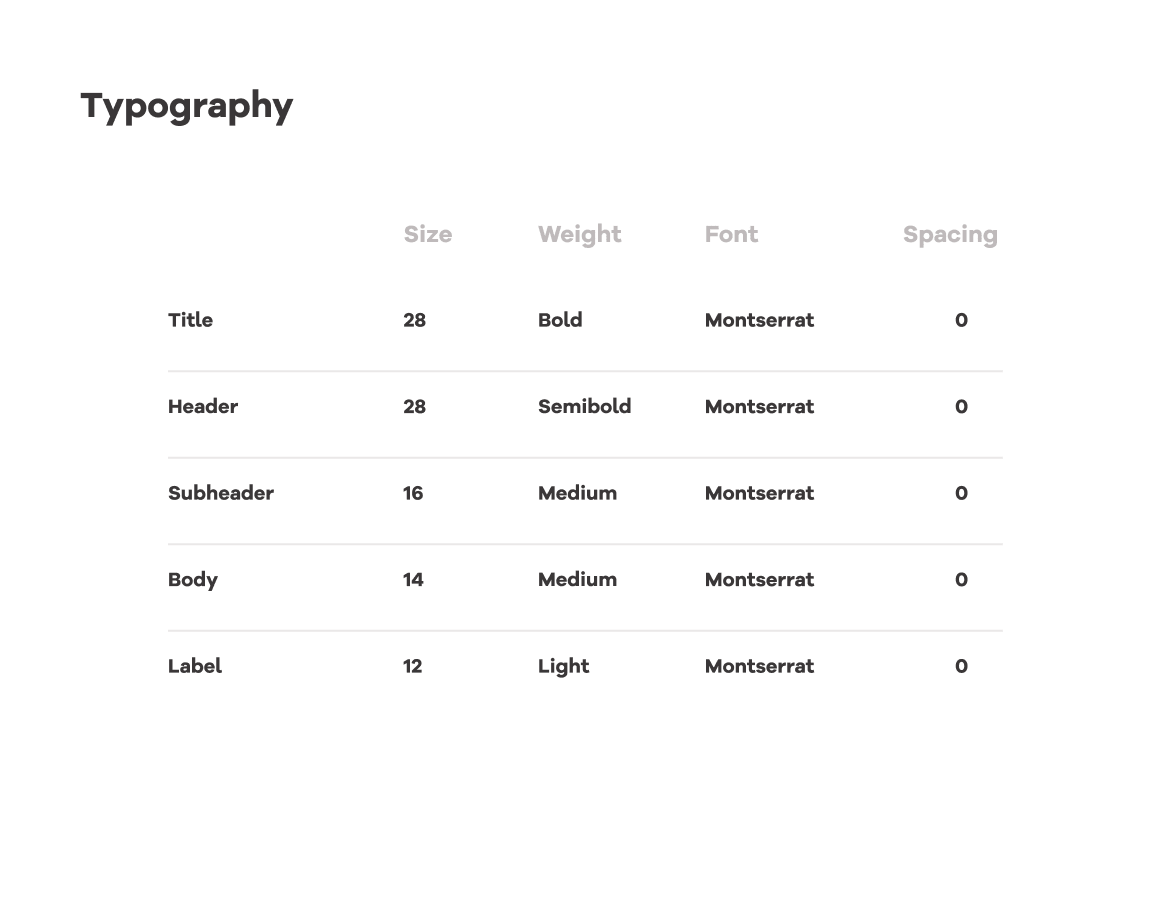 Typography
Size Weight Font Spacing
Title 28 Bold Montserrat 0
Header 28 Semibold Montserrat 0
Subheader 16 Medium Montserrat 0
Body 14 Medium Montserrat 0
Label 12 Light Montserrat 0